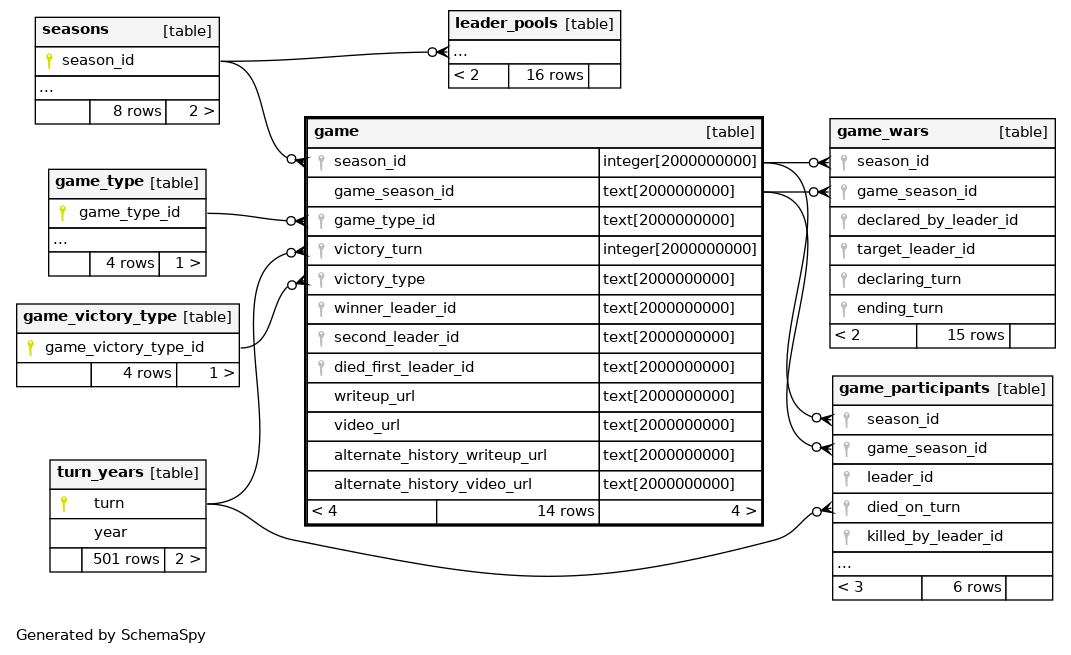 seasons [table]
season_id
...
8 rows 2 >
leader_pools [table]
...
< 2 16 rows
game_type [table]
game_type_id
...
4 rows 1 >
game_victory_type [table]
game_victory_type_id
4 rows 1 >
turn_years [table]
turn
year
501 rows 2 >
game [table]
season_id integer[2000000000]
game_season_id text[2000000000]
game_type_id text[2000000000]
victory_turn integer[2000000000]
victory_type text[2000000000]
winner_leader_id text[2000000000]
second_leader_id text[2000000000]
died_first_leader_id text[2000000000]
writeup_url text[2000000000]
video_url text[2000000000]
alternate_history_writeup_url text[2000000000]
alternate_history_video_url text[2000000000]
< 4 14 rows 4 >
game_wars [table]
season_id
game_season_id
declared_by_leader_id
target_leader_id
declaring_turn
ending_turn
< 2 15 rows
game_participants [table]
season_id
game_season_id
leader_id
died_on_turn
killed_by_leader_id
...
< 3 6 rows
Generated by SchemaSpy